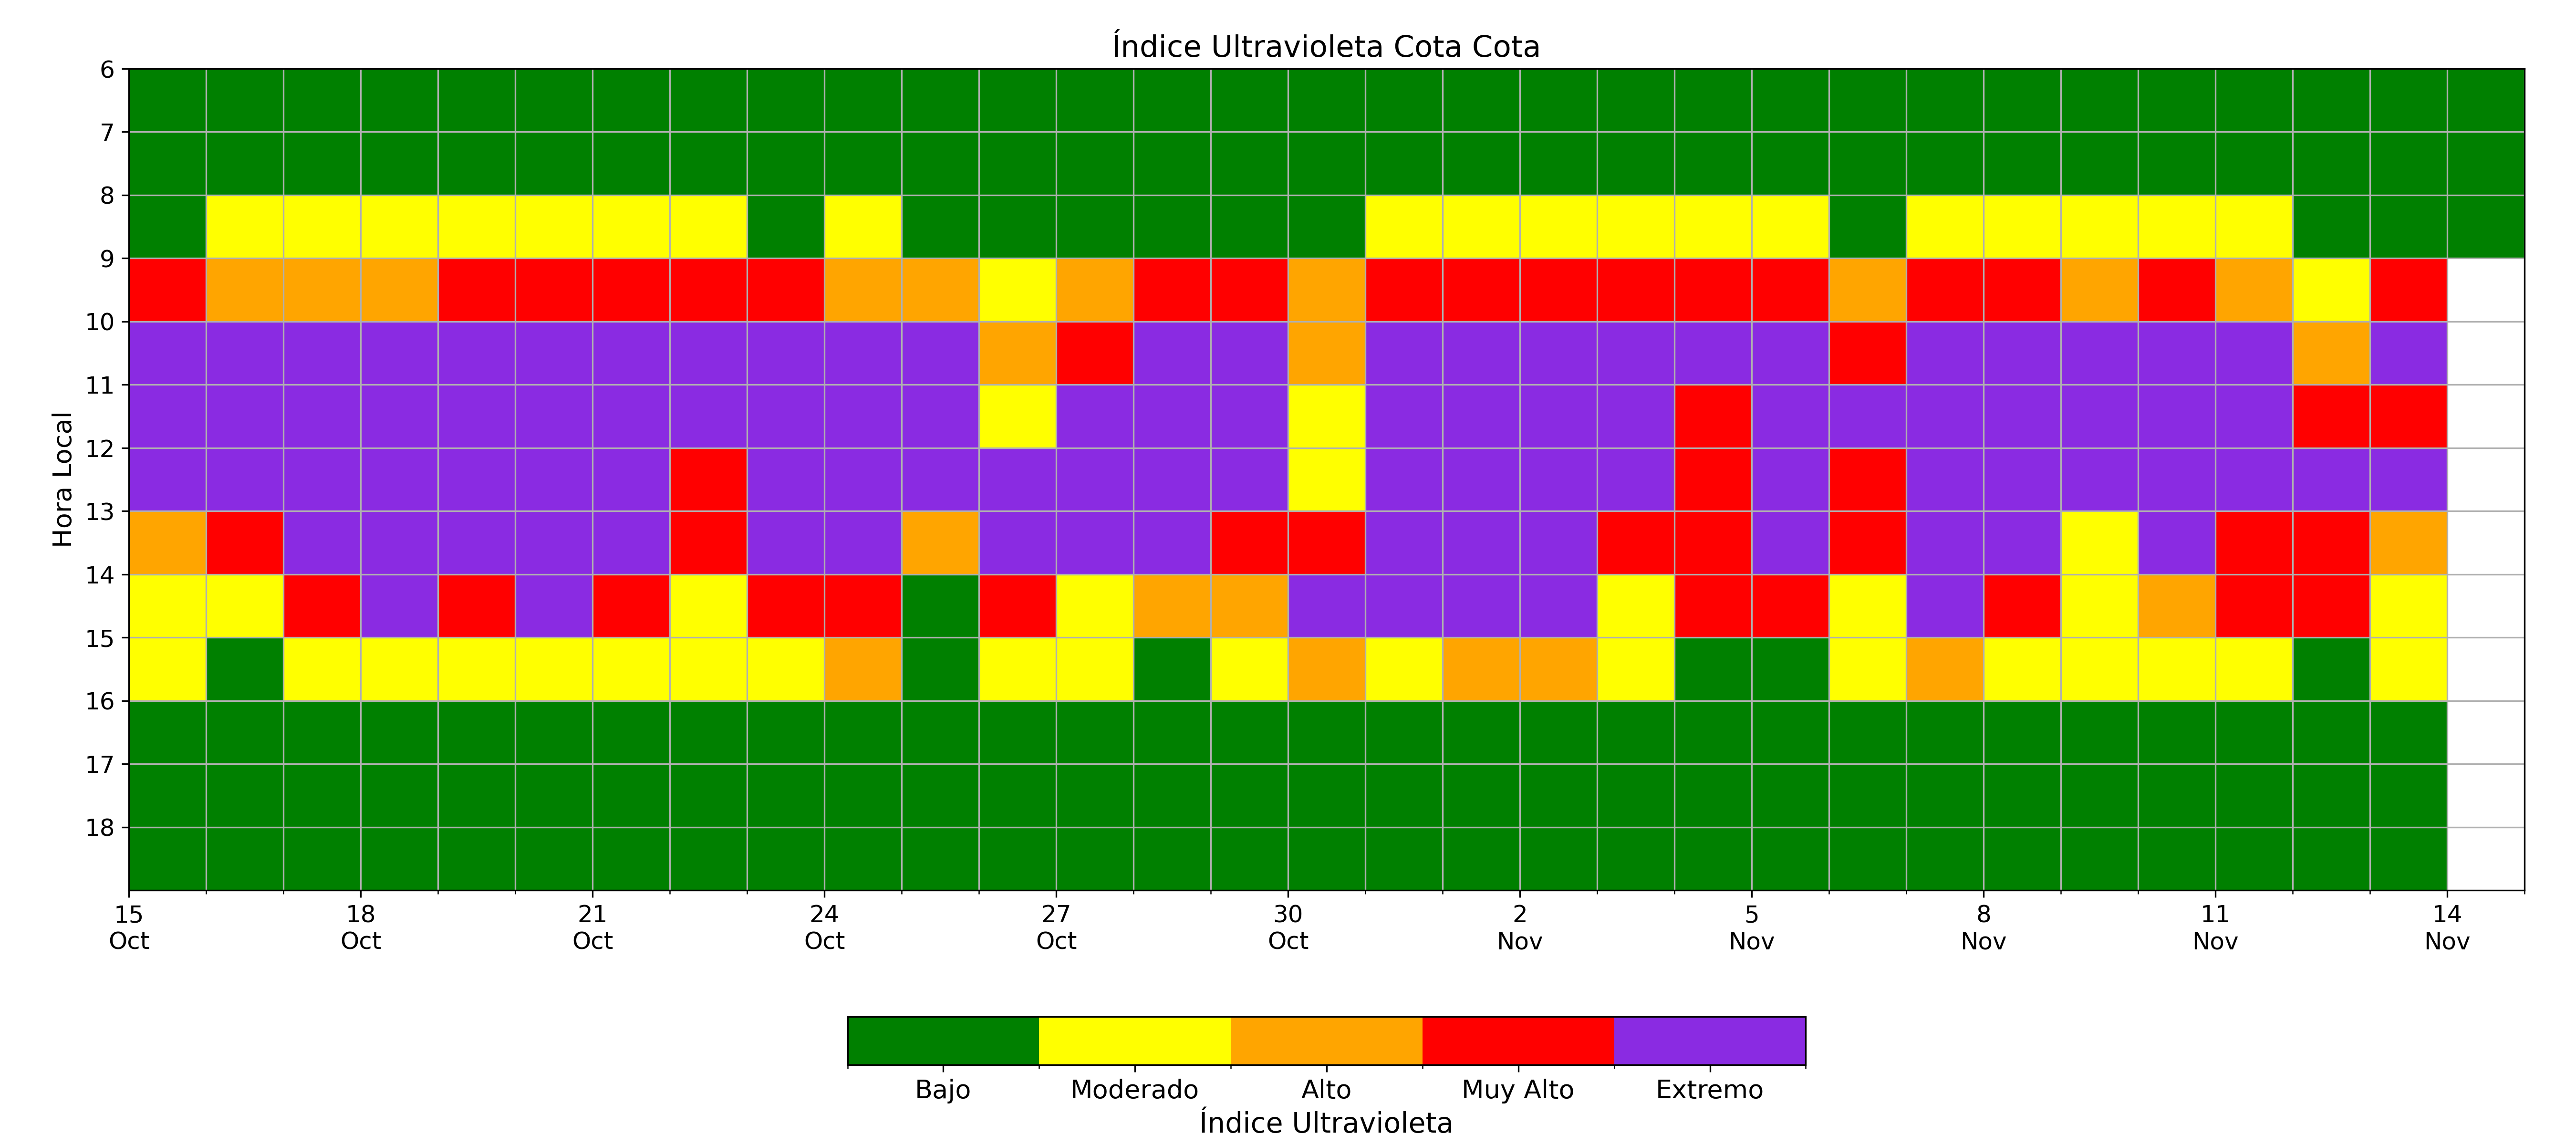 Índice Ultravioleta Cota Cota
Hora Local
6
7
8
9
10
11
12
13
14
15
16
17
18
15 18 21 24 27 30 2 5 8 11 14
Oct Oct Oct Oct Oct Oct Nov Nov Nov Nov Nov
Bajo Moderado Alto Muy Alto Extremo
Índice Ultravioleta